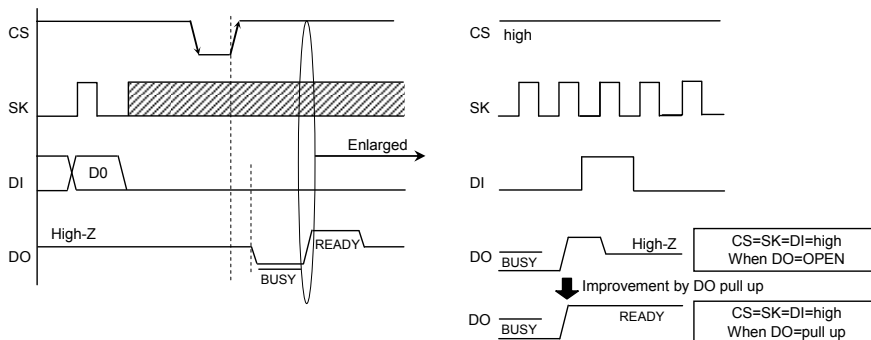 CS
SK
DI
D0
DO
High-Z
BUSY
READY
Enlarged
CS
high
SK
DI
DO
BUSY
High-Z
CS=SK=DI=high
When DO=OPEN
Improvement by DO pull up
DO
BUSY
READY
CS=SK=DI=high
When DO=pull up